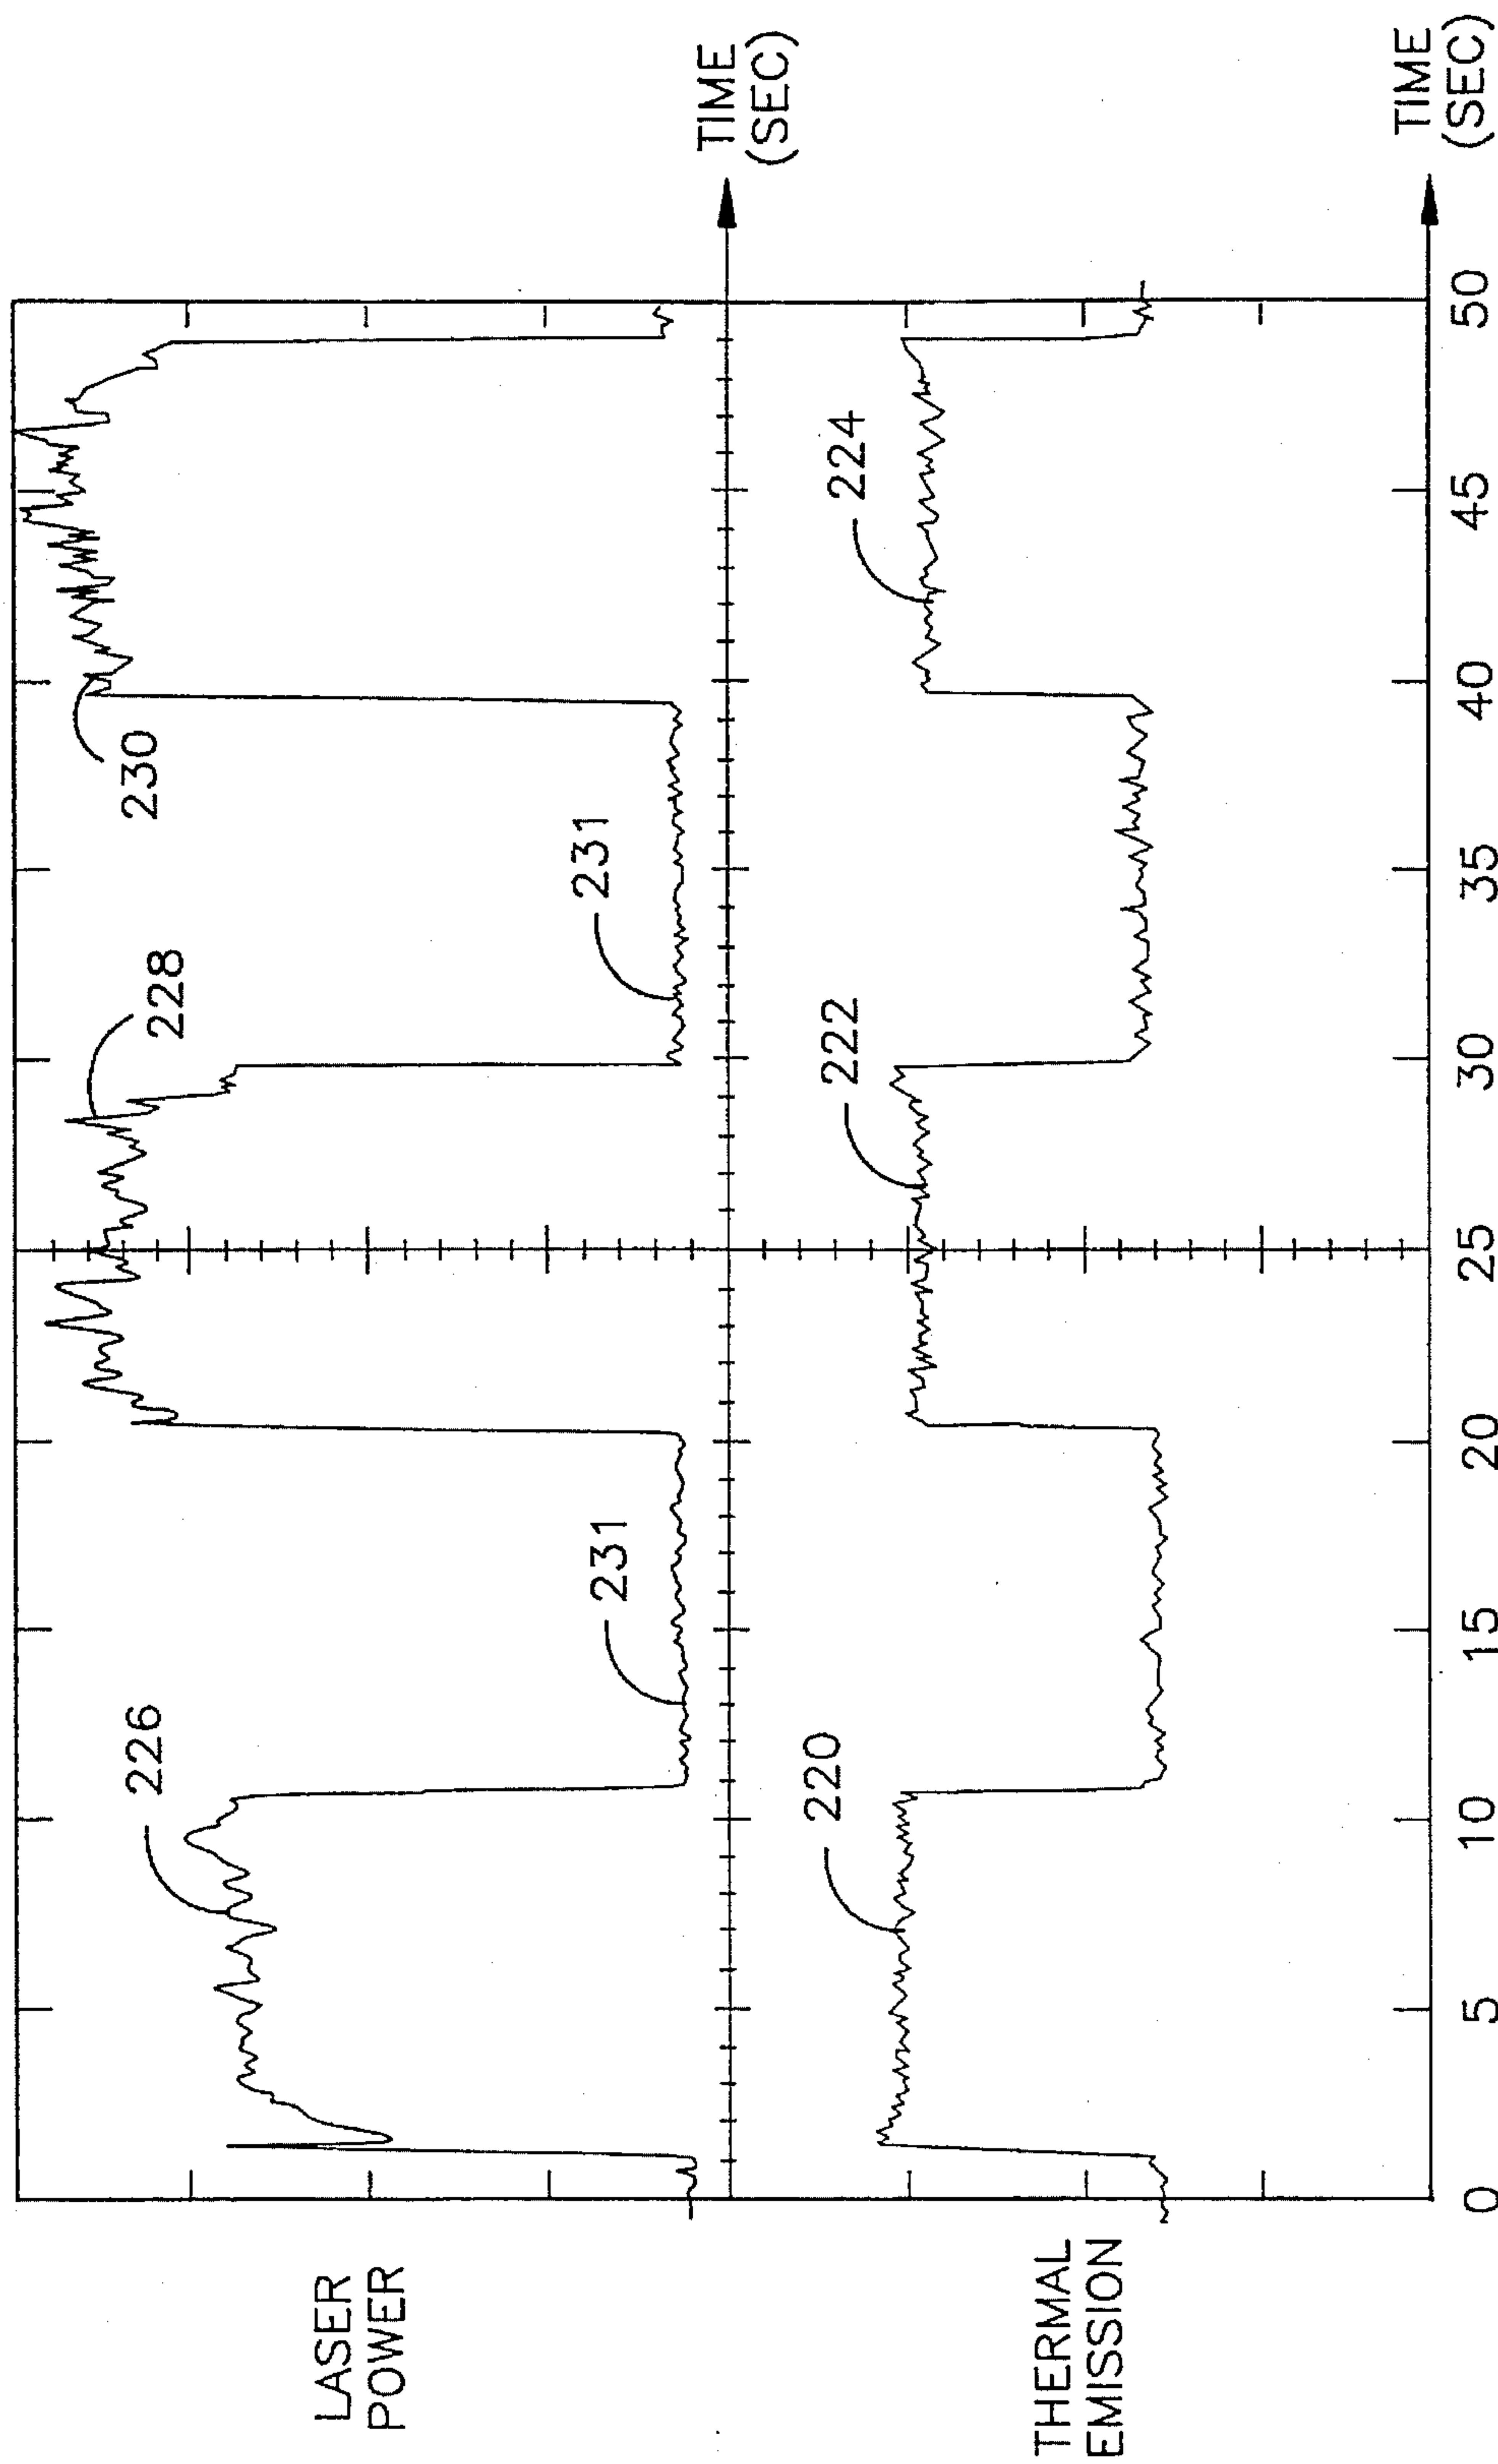 LASER
POWER
226
231
228
231
230
TIME
(SEC)
THERMAL
EMISSION
220
222
224
0 5 10 15 20 25 30 35 40 45 50
TIME
(SEC)